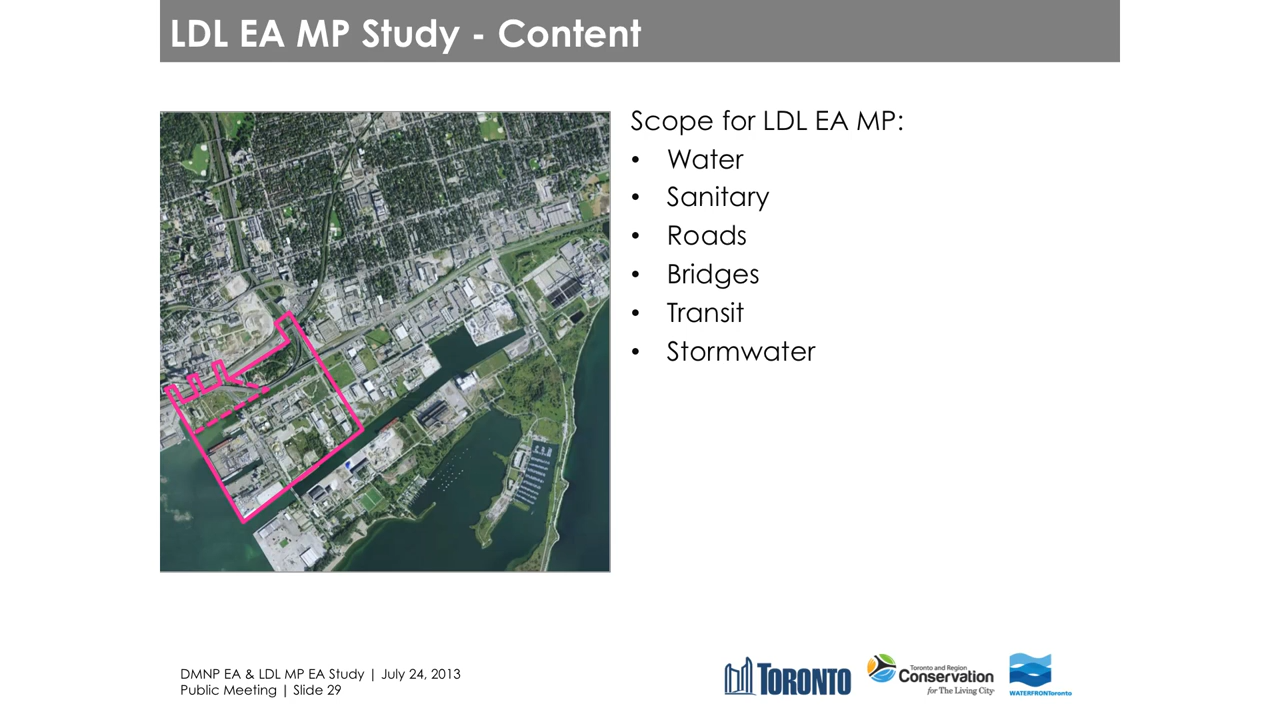 LDL EA MP Study - Content
Scope for LDL EA MP:
• Water
• Sanitary
• Roads
• Bridges
• Transit
• Stormwater
DMNP EA & LDL MP EA Study | July 24, 2013
Public Meeting | Slide 29
TORONTO
Toronto and Region
Conservation
for The Living City
WATERFRONToronto